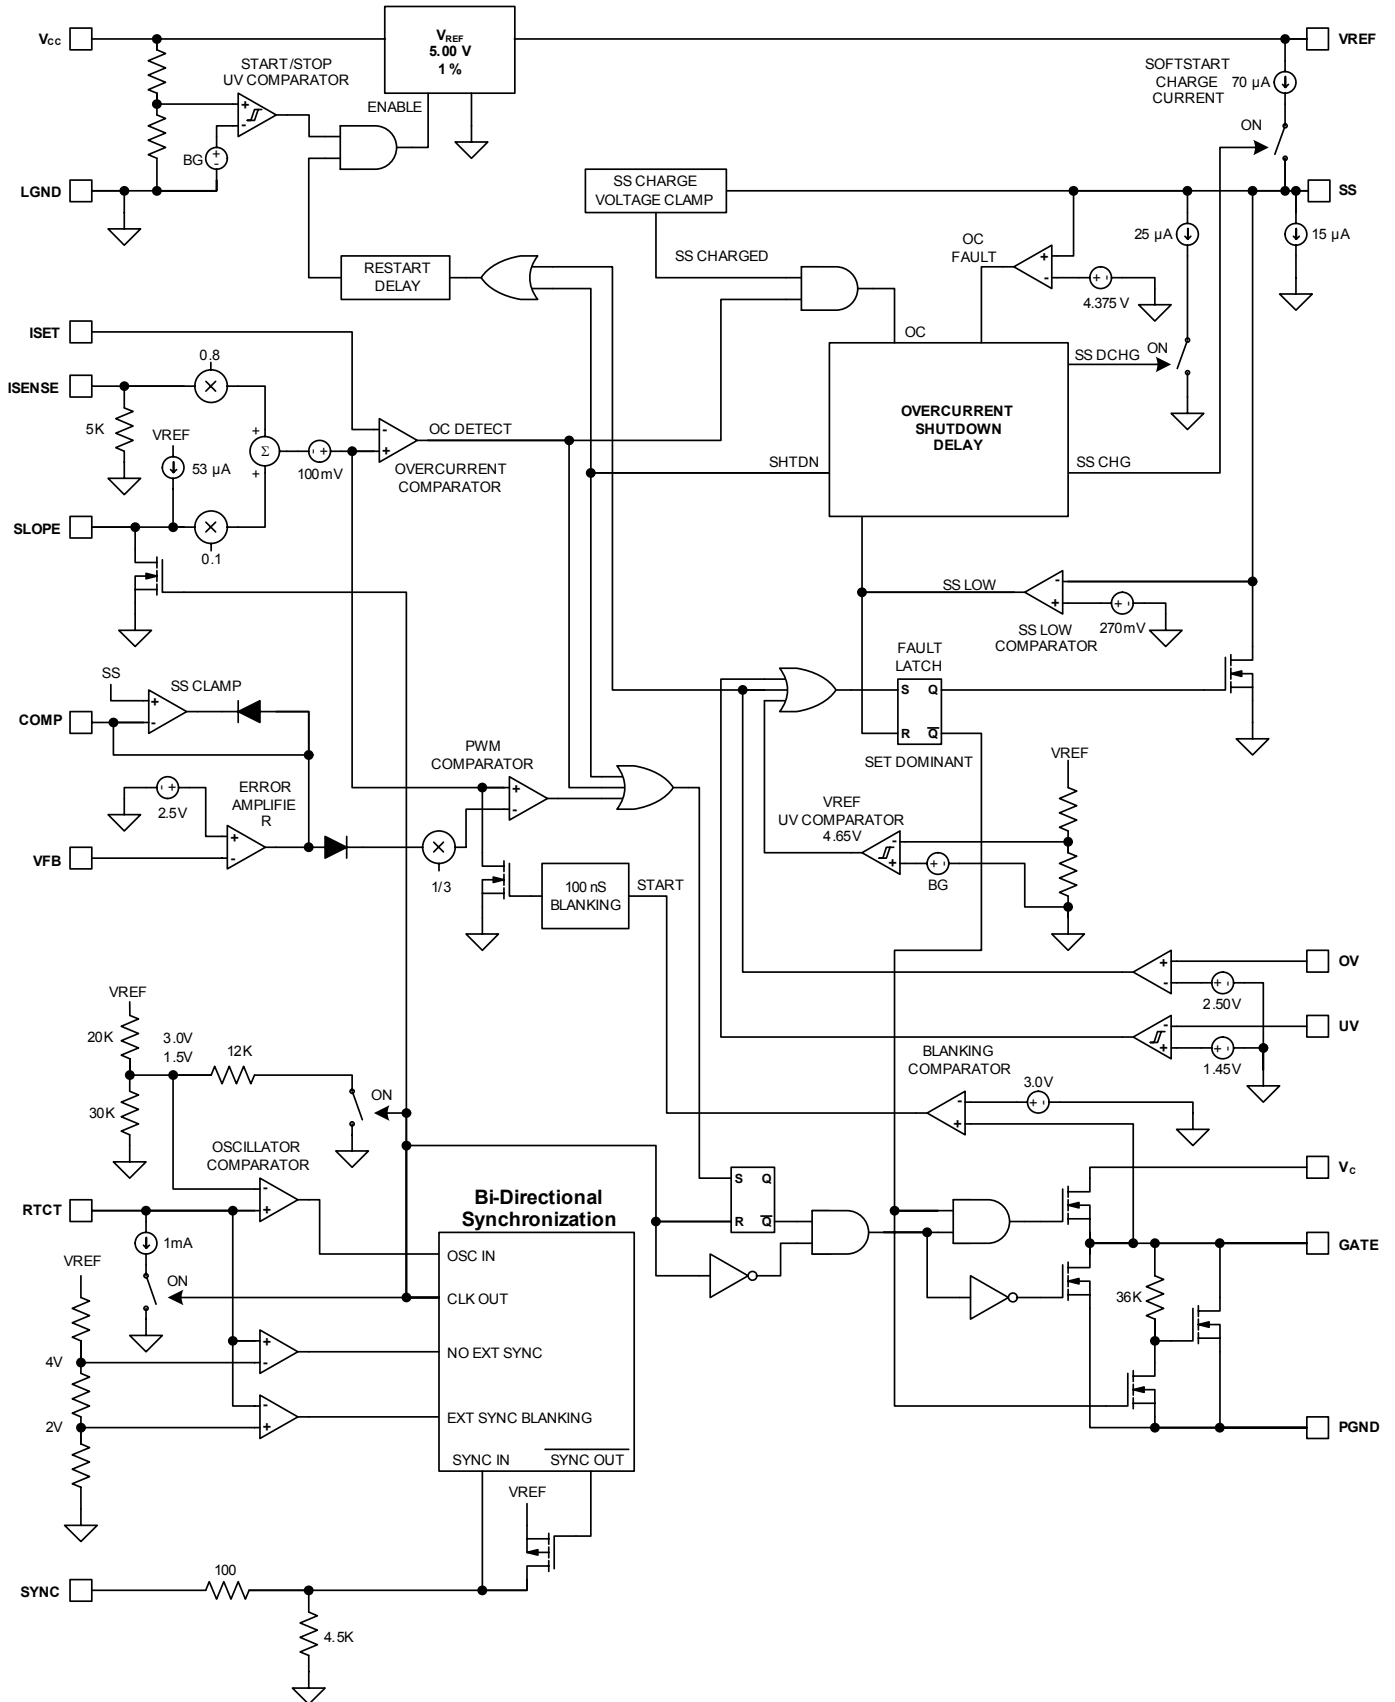 Vcc
VREF
5.00 V
1 %
VREF
START/STOP
UV COMPARATOR
ENABLE
SOFTSTART
CHARGE
CURRENT
70 µA
ON
+
-
BG
+
-
LGND
SS CHARGE
VOLTAGE CLAMP
SS
25 µA
15 µA
OC
FAULT
SS CHARGED
+
-
+ -
4.375 V
RESTART
DELAY
ISET
OC
SS DCHG
ON
0.8
ISENSE
×
OVERCURRENT
SHUTDOWN
DELAY
5K
VREF
+
-
OC DETECT
Σ
+ -
+
100mV
OVERCURRENT
COMPARATOR
53 µA
+
SHTDN
SS CHG
SLOPE
×
0.1
SS LOW
-
+
+ -
270mV
SS LOW
COMPARATOR
FAULT
LATCH
SS
SS CLAMP
+
-
COMP
S Q
R Q
SET DOMINANT
PWM
COMPARATOR
VREF
ERROR
AMPLIFIE
R
- +
2.5V
+
-
+
-
VREF
UV COMPARATOR
4.65V
-
+
+ -
BG
VFB
×
1/3
100 nS
BLANKING
START
+
-
OV
+ -
2.50V
VREF
20K
3.0V
1.5V
12K
-
+
UV
+ -
1.45V
BLANKING
COMPARATOR
30K
ON
3.0V
-
+
+ -
OSCILLATOR
COMPARATOR
-
+
S Q
R Q
Vc
RTCT
Bi-Directional
Synchronization
1mA
GATE
OSC IN
VREF
ON
CLK OUT
36K
4V
+
-
NO EXT SYNC
2V
-
+
EXT SYNC BLANKING
PGND
SYNC IN
SYNC OUT
VREF
SYNC
100
4.5K